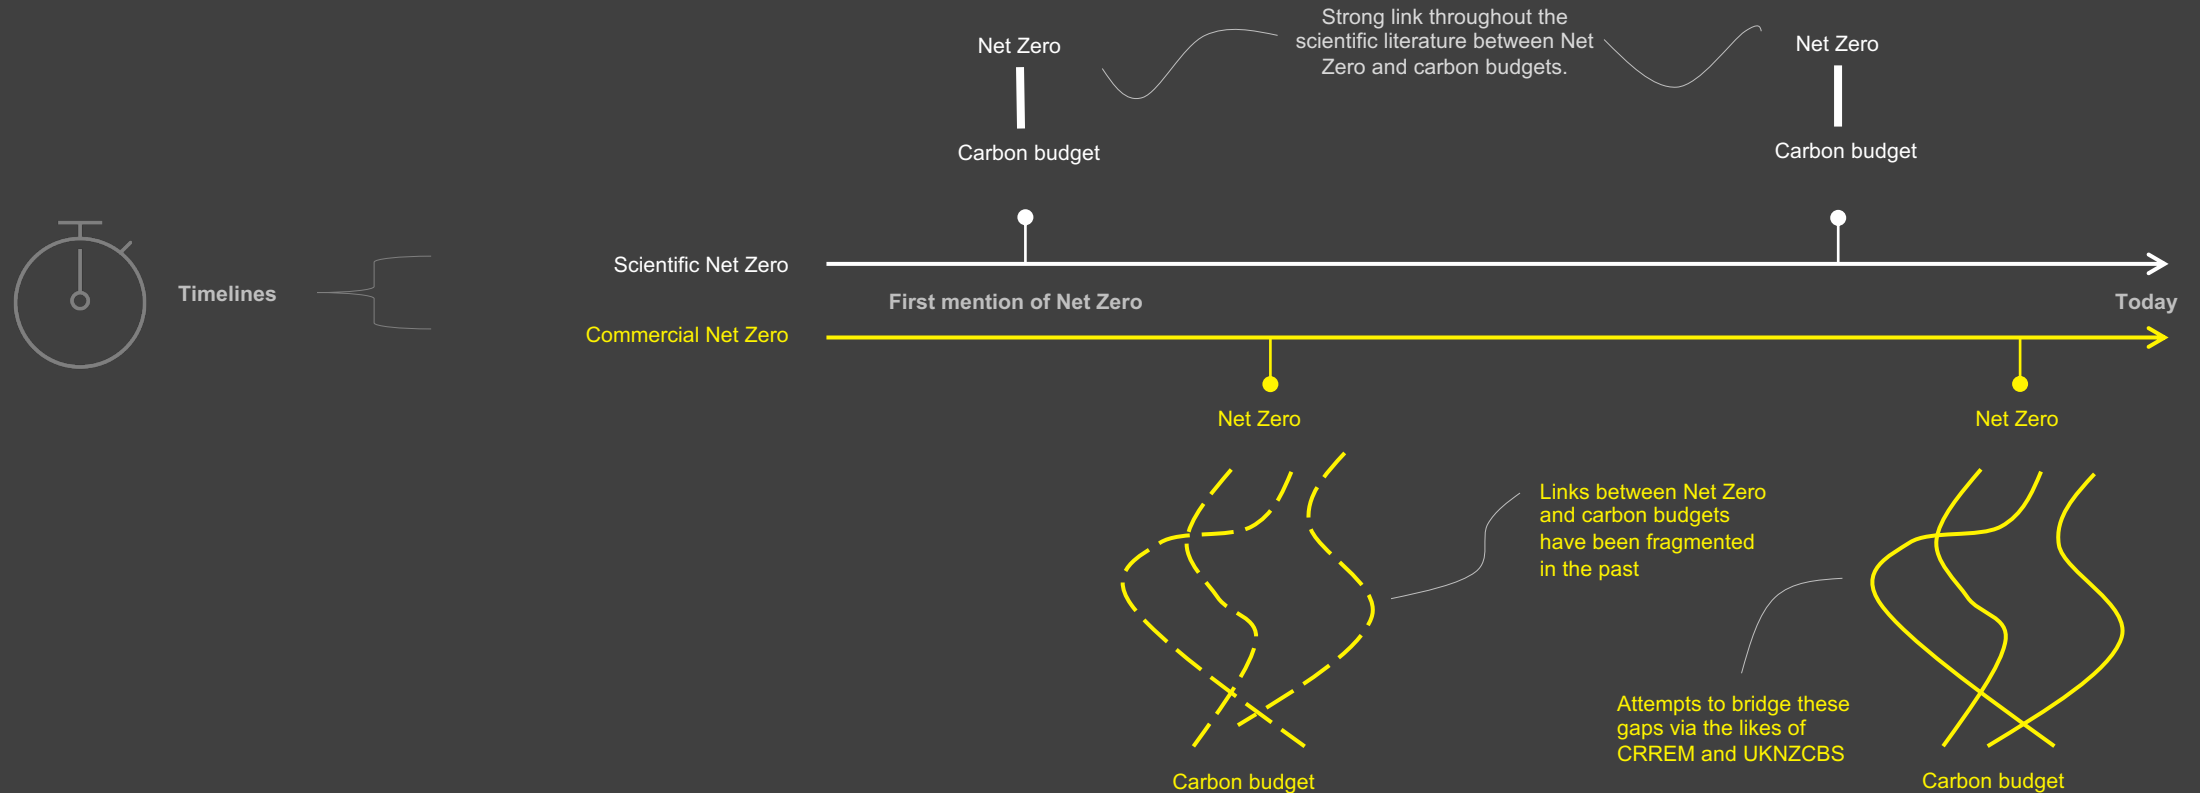 Strong link throughout the
scientific literature between Net
Zero and carbon budgets.
Net Zero
Net Zero
Carbon budget
Carbon budget
Timelines
Scientific Net Zero
First mention of Net Zero
Today
Commercial Net Zero
Net Zero
Net Zero
Links between Net Zero
and carbon budgets
have been fragmented
in the past
Attempts to bridge these
gaps via the likes of
CRREM and UKNZCBS
Carbon budget
Carbon budget